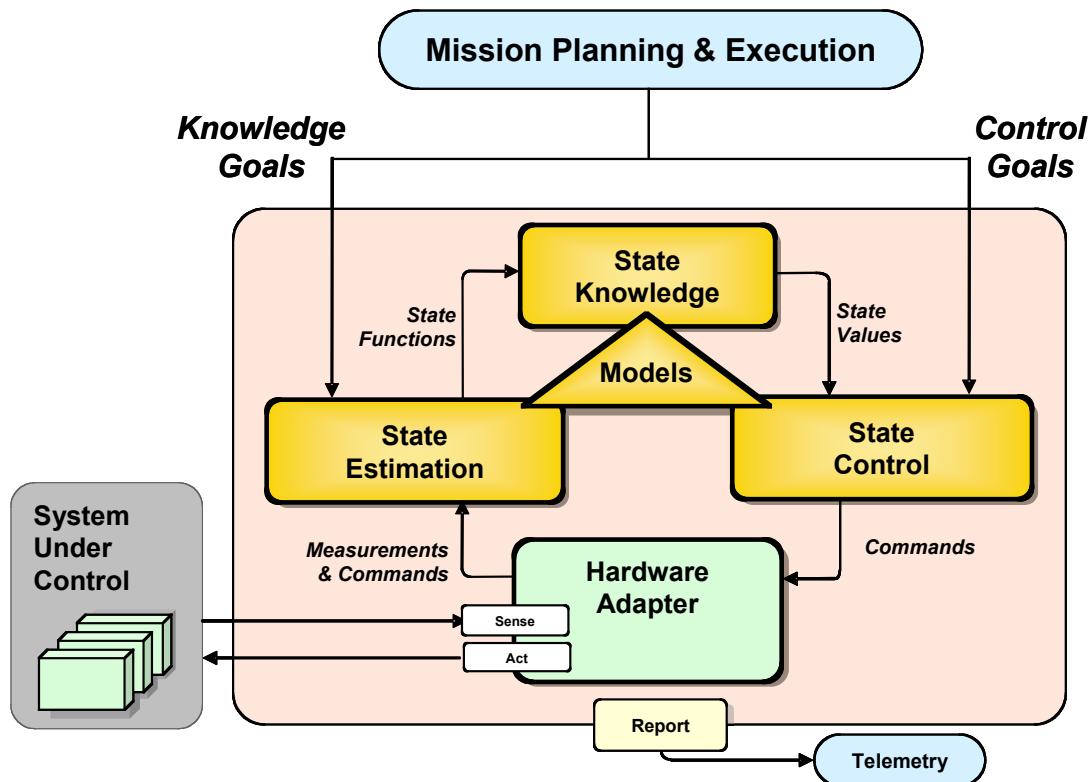 Mission Planning & Execution
Knowledge
Goals
Control
Goals
State
Knowledge
State
Functions
State
Values
Models
State
Estimation
State
Control
System
Under
Control
Measurements
& Commands
Commands
Hardware
Adapter
Sense
Act
Report
Telemetry